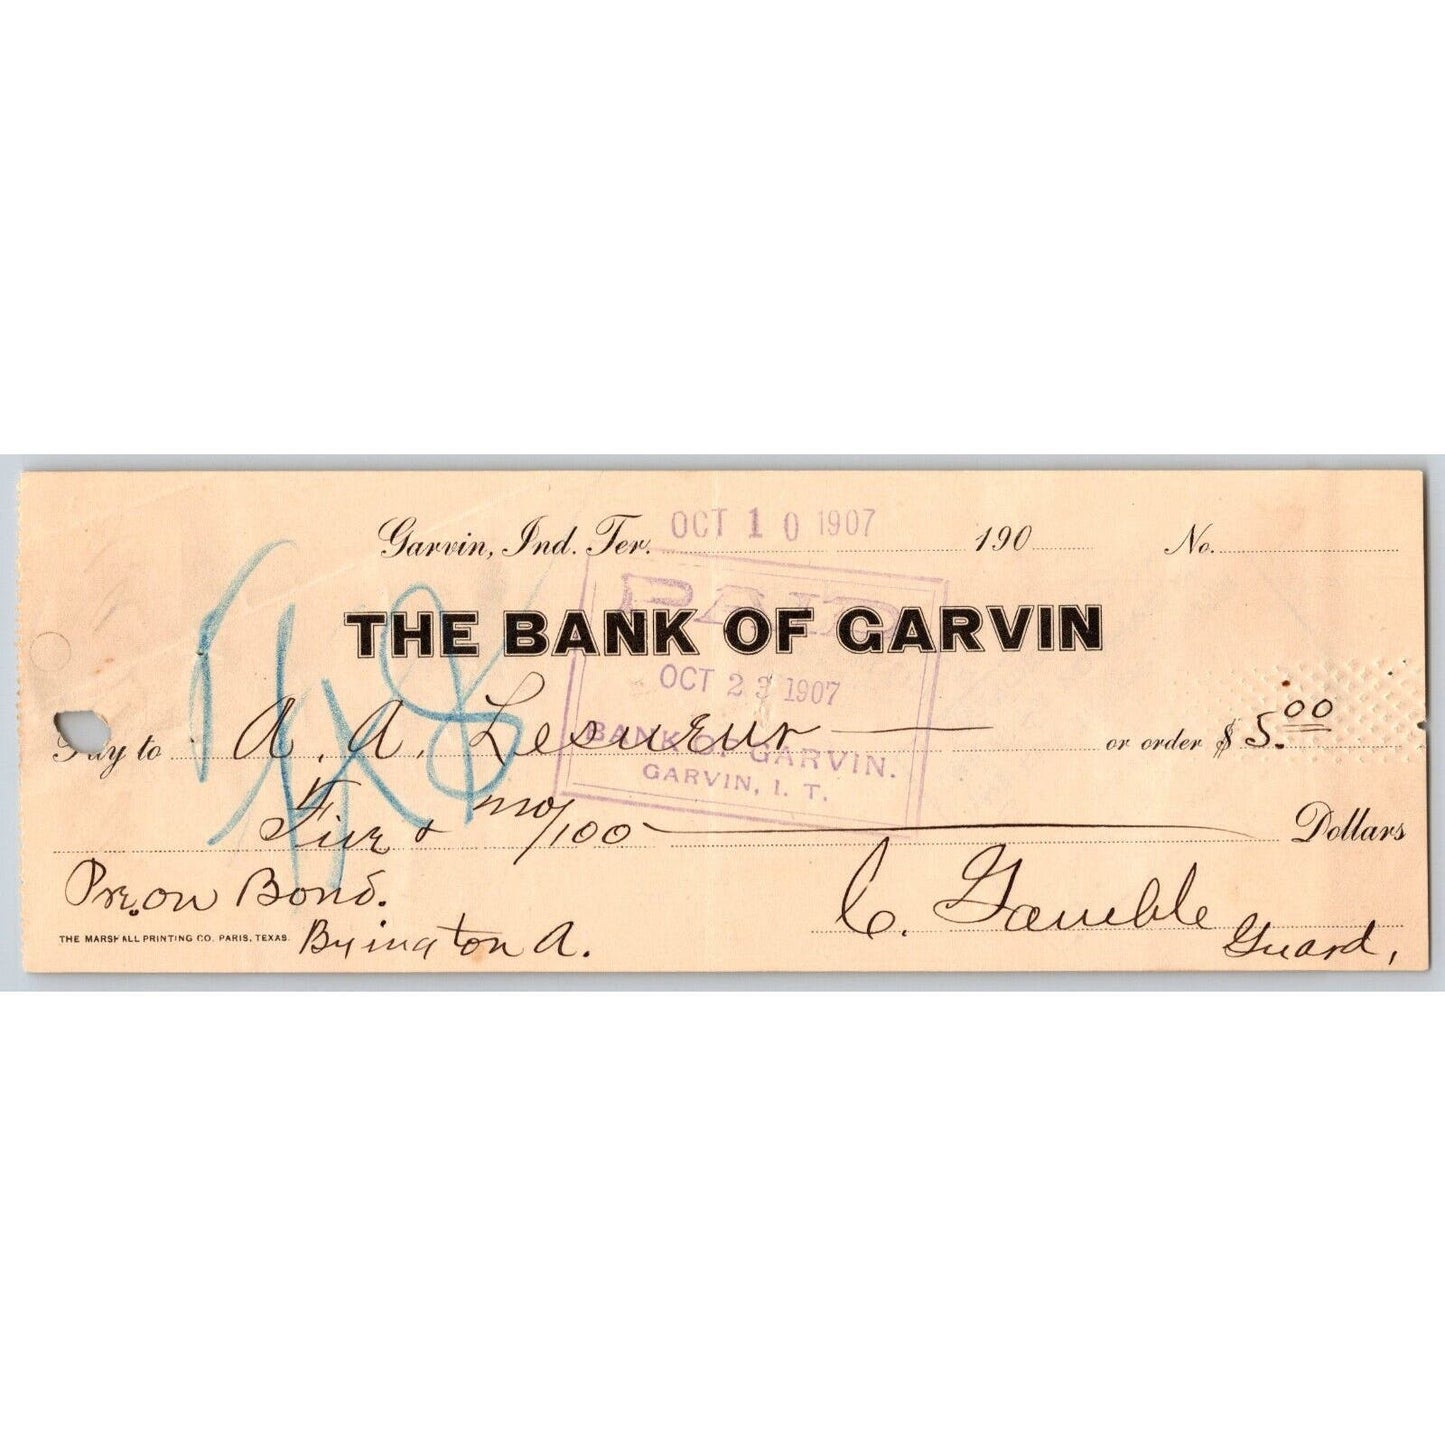 Garvin, Ind. Ter. OCT 10 1907 190 No.
PAID
THE BANK OF GARVIN
OCT 23 1907
Pay to A. A. Lesueur or order $ 5.00
BANK OF GARVIN.
GARVIN, I. T.
Five & no/100 Dollars
Pre. on Bond.
C. Gamble
Guard,
THE MARSHALL PRINTING CO. PARIS, TEXAS.
Byington A.